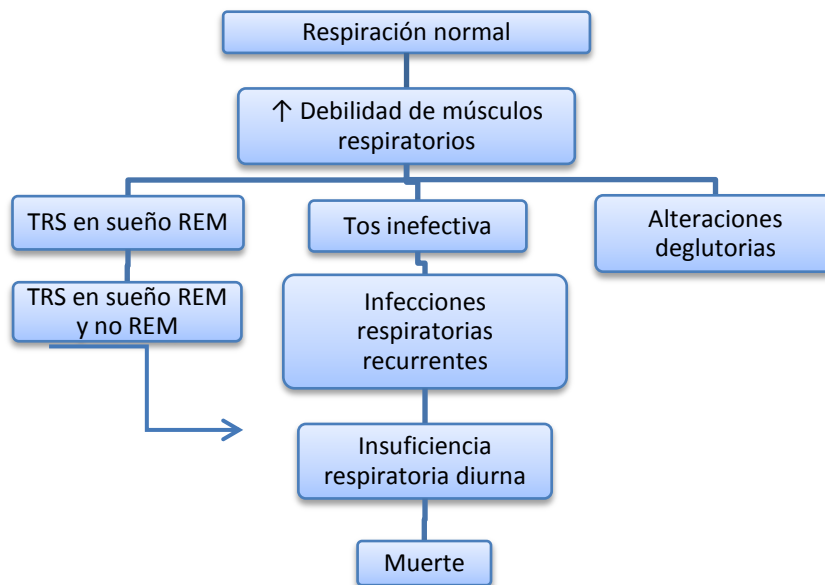 Respiración normal
↑ Debilidad de músculos
respiratorios
TRS en sueño REM
Tos inefectiva
Alteraciones
deglutorias
TRS en sueño REM
y no REM
Infecciones
respiratorias
recurrentes
Insuficiencia
respiratoria diurna
Muerte